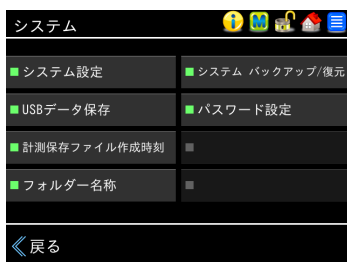 システム
システム設定
システム バックアップ/復元
USBデータ保存
パスワード設定
計測保存ファイル作成時刻
フォルダー名称
戻る